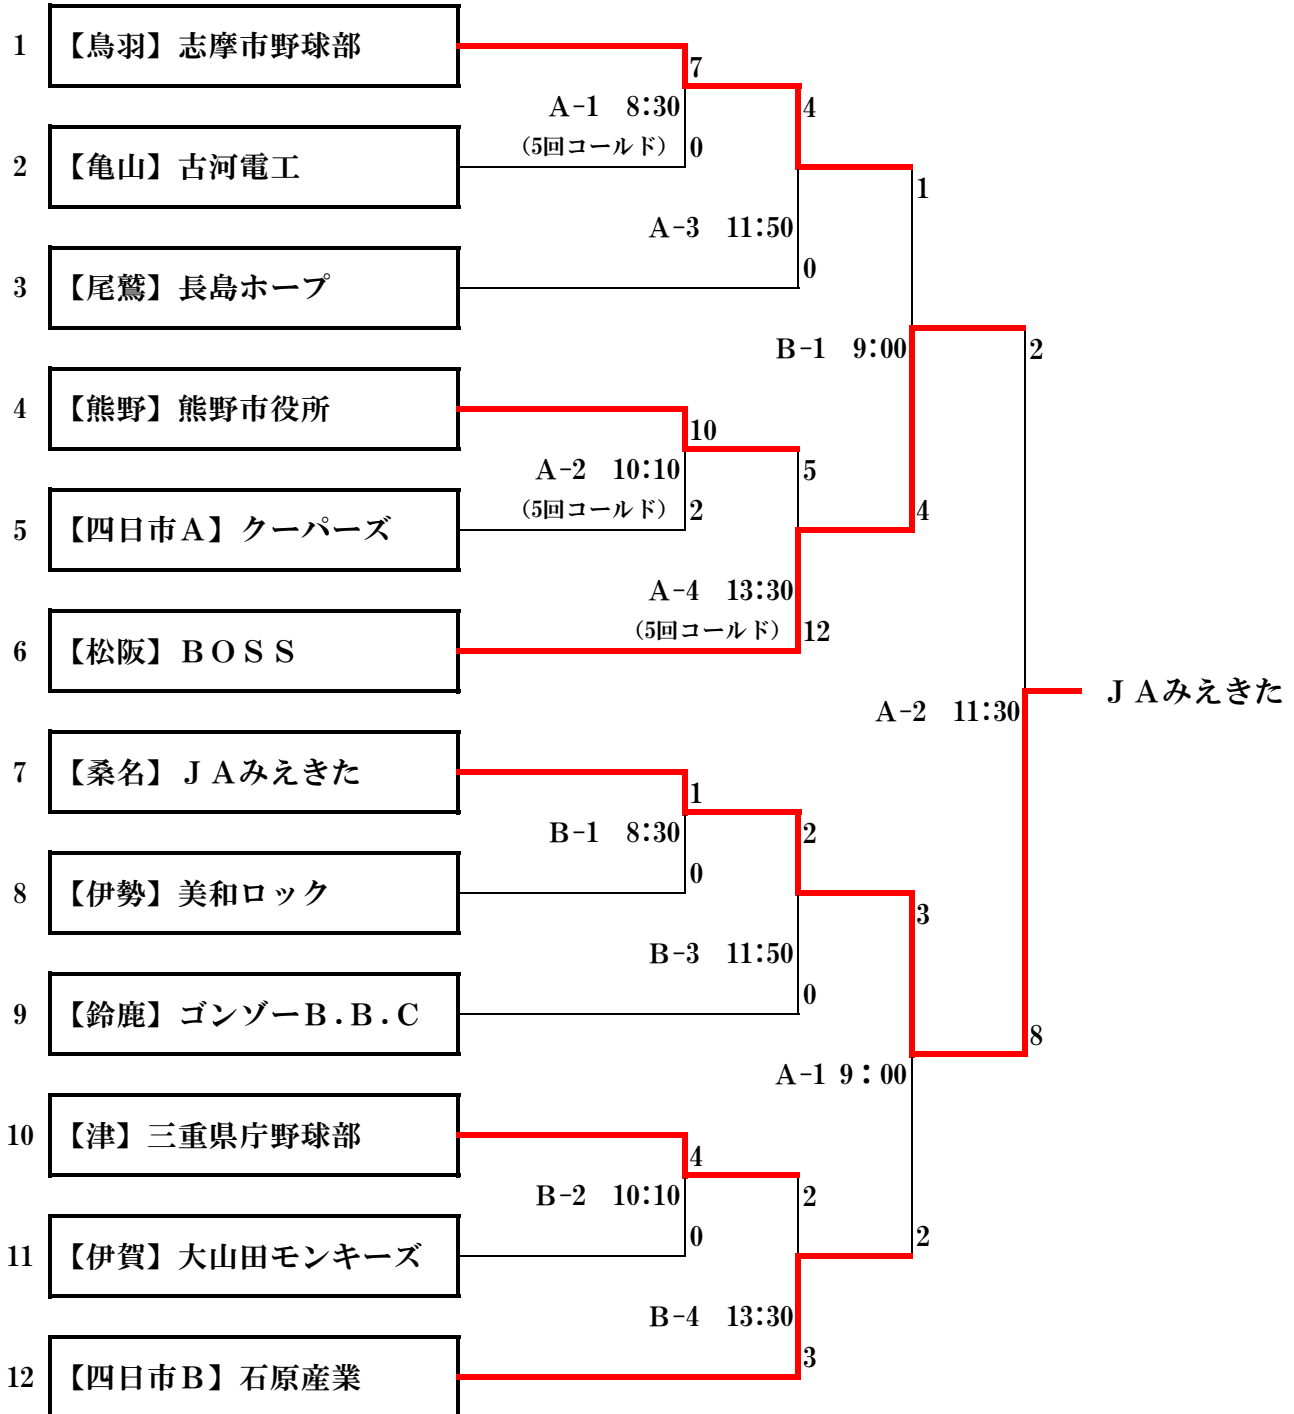 1 【鳥羽】志摩市野球部
7
A-1 8:30
4
(5回コールド) 0
2 【亀山】古河電工
1
A-3 11:50
0
3 【尾鷲】長島ホープ
B-1 9:00
2
4 【熊野】熊野市役所
10
A-2 10:10
5
(5回コールド) 2
4
5 【四日市A】クーパーズ
A-4 13:30
(5回コールド) 12
6 【松阪】BOSS
JAみえきた
A-2 11:30
7 【桑名】JAみえきた
1
B-1 8:30
2
0
8 【伊勢】美和ロック
3
B-3 11:50
0
9 【鈴鹿】ゴンゾーB.B.C
8
A-1 9:00
10 【津】三重県庁野球部
4
B-2 10:10
2
0
2
11 【伊賀】大山田モンキーズ
B-4 13:30
3
12 【四日市B】石原産業